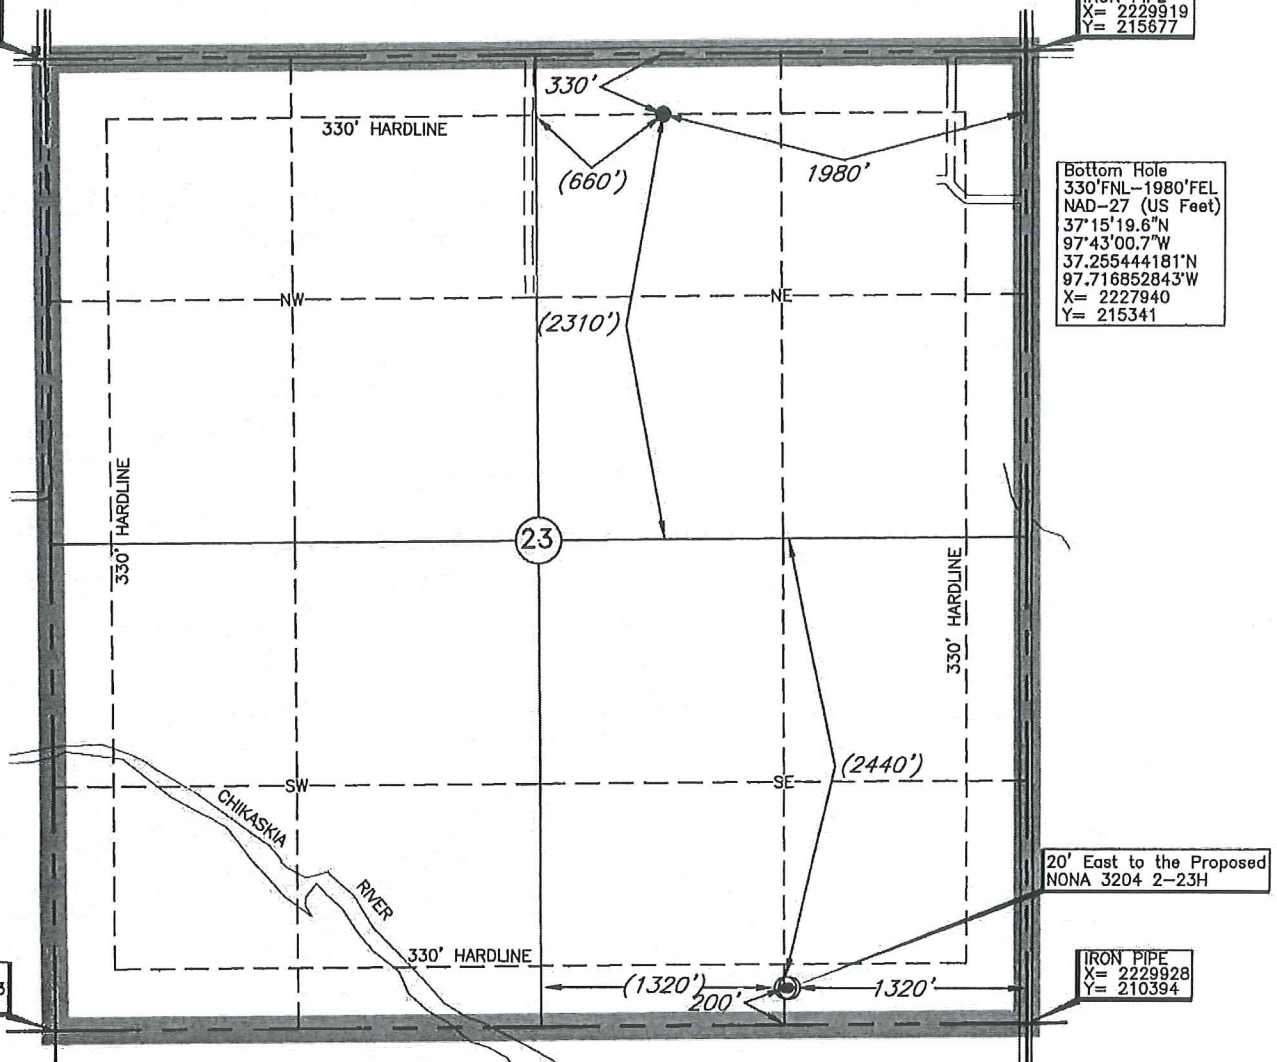 X= 2229919
Y= 215677
330'
330' HARDLINE
(660')
1980'
Bottom Hole
330'FNL-1980'FEL
NAD-27 (US Feet)
37°15'19.6"N
97°43'00.7"W
37.255444181°N
97.716852843°W
X= 2227940
Y= 215341
NW
NE
(2310')
330' HARDLINE
23
330' HARDLINE
(2440')
SW
SE
CHIKASKIA
RIVER
20' East to the Proposed
NONA 3204 2-23H
330' HARDLINE
(1320')
200'
1320'
IRON PIPE
X= 2229928
Y= 210394
3